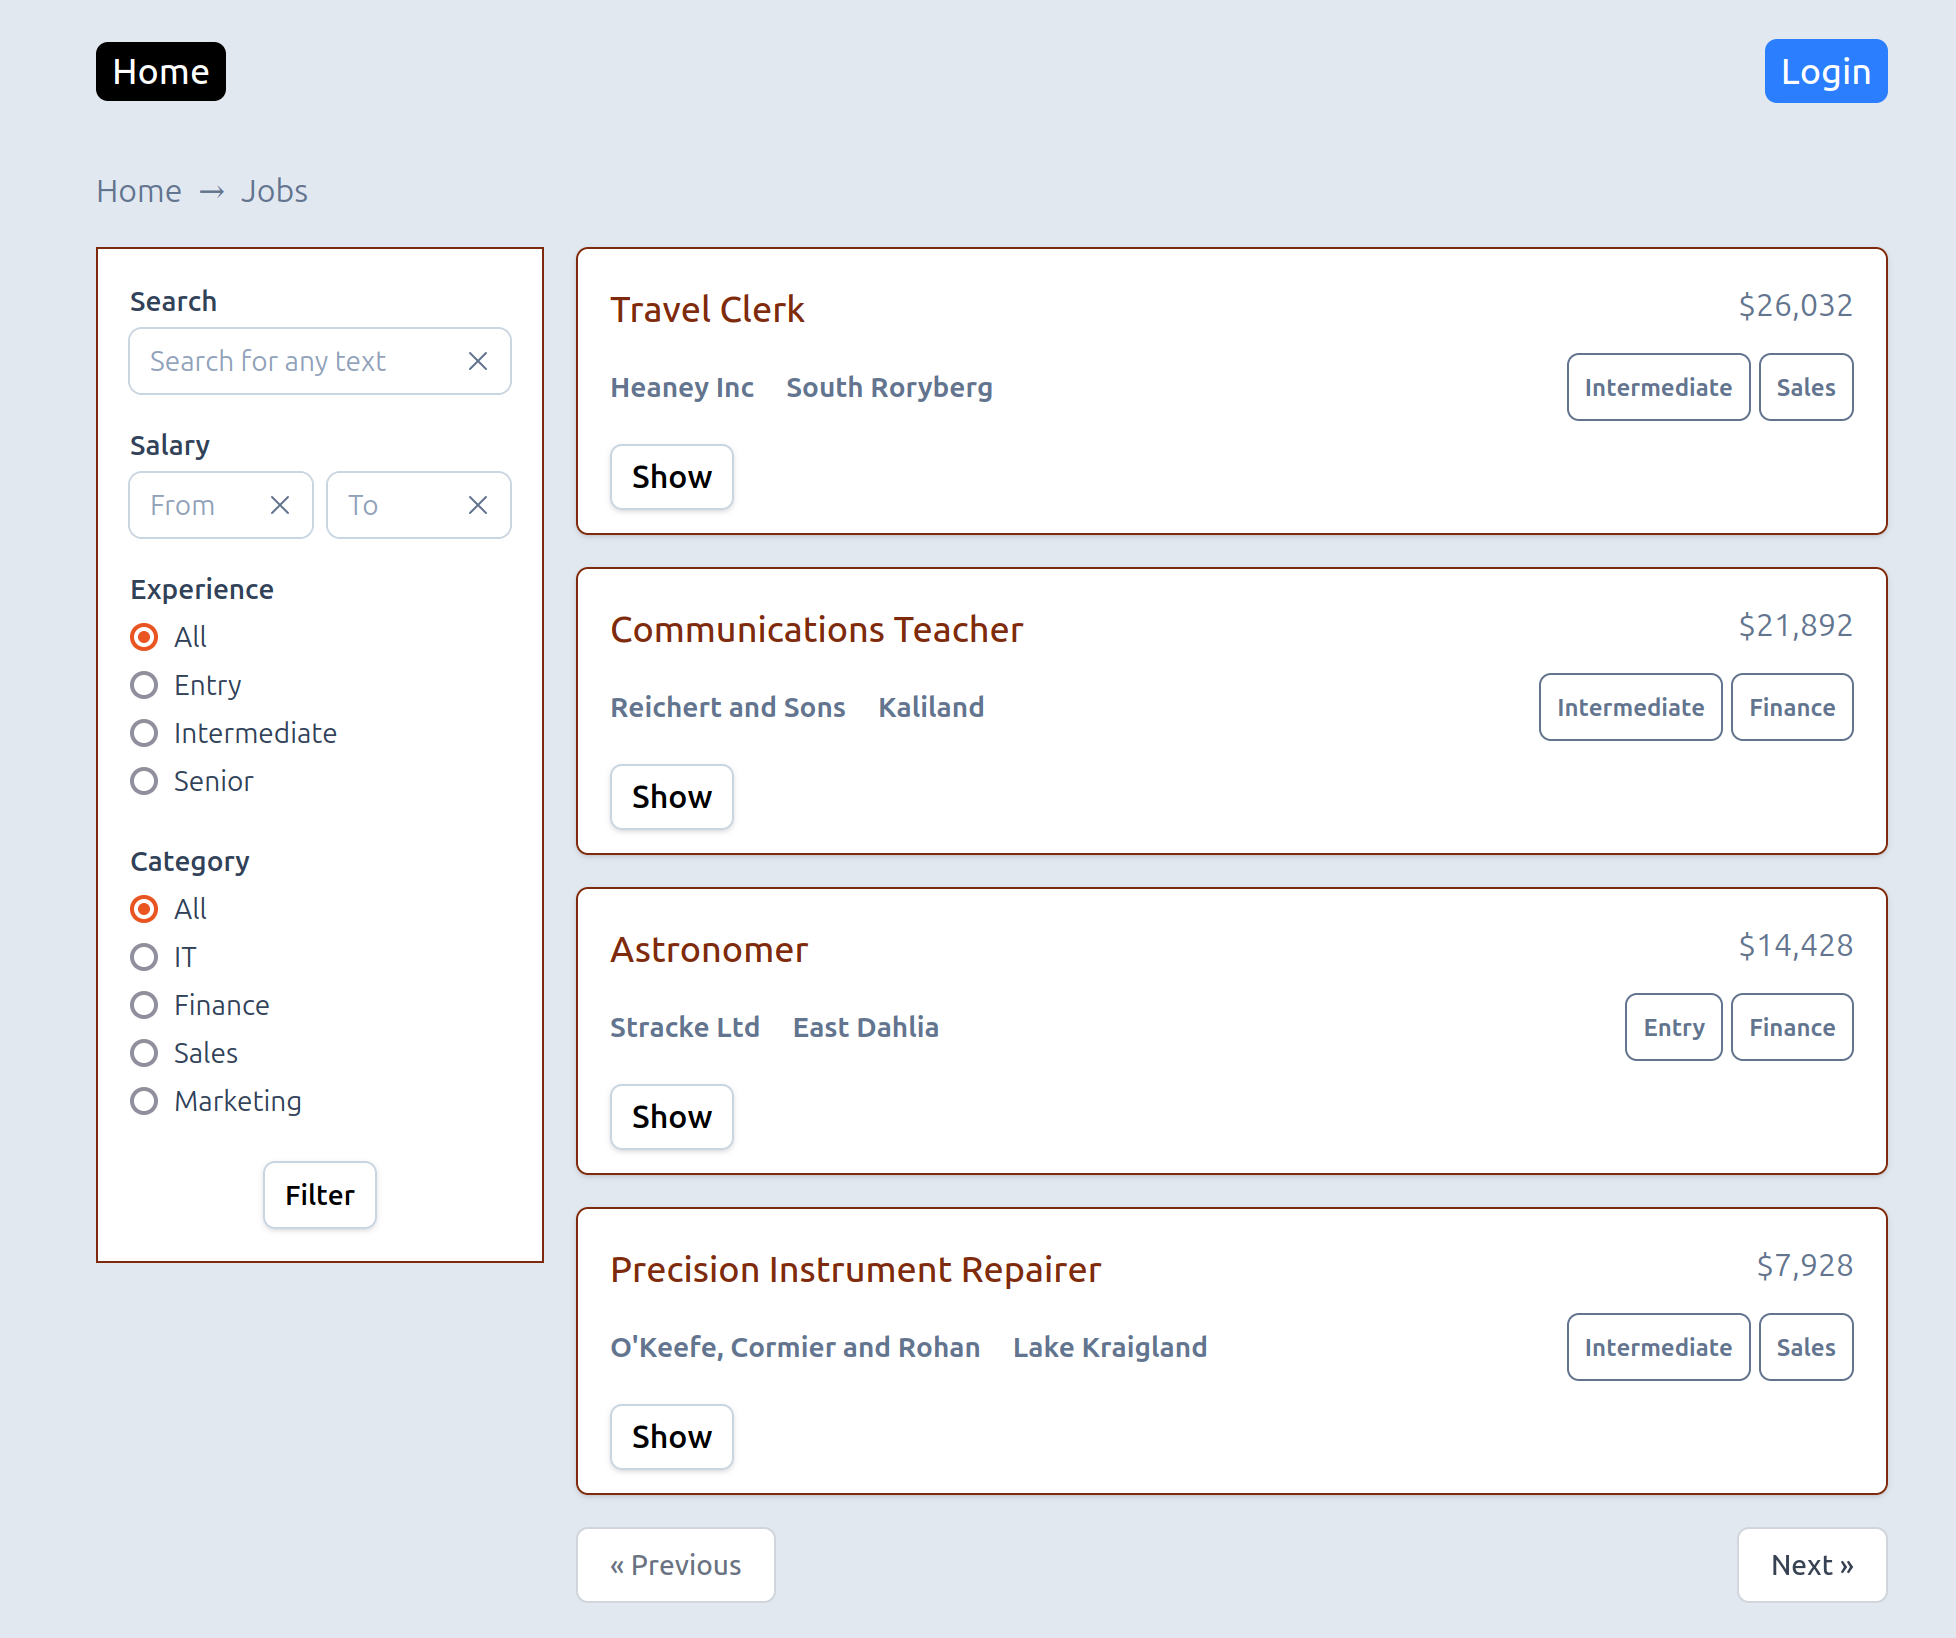 Home
Login
Home → Jobs
Search
Search for any text
Salary
From
To
Experience
All
Entry
Intermediate
Senior
Category
All
IT
Finance
Sales
Marketing
Filter
Travel Clerk
$26,032
Heaney Inc South Roryberg
Intermediate
Sales
Show
Communications Teacher
$21,892
Reichert and Sons Kaliland
Intermediate
Finance
Show
Astronomer
$14,428
Stracke Ltd East Dahlia
Entry
Finance
Show
Precision Instrument Repairer
$7,928
O'Keefe, Cormier and Rohan Lake Kraigland
Intermediate
Sales
Show
« Previous
Next »